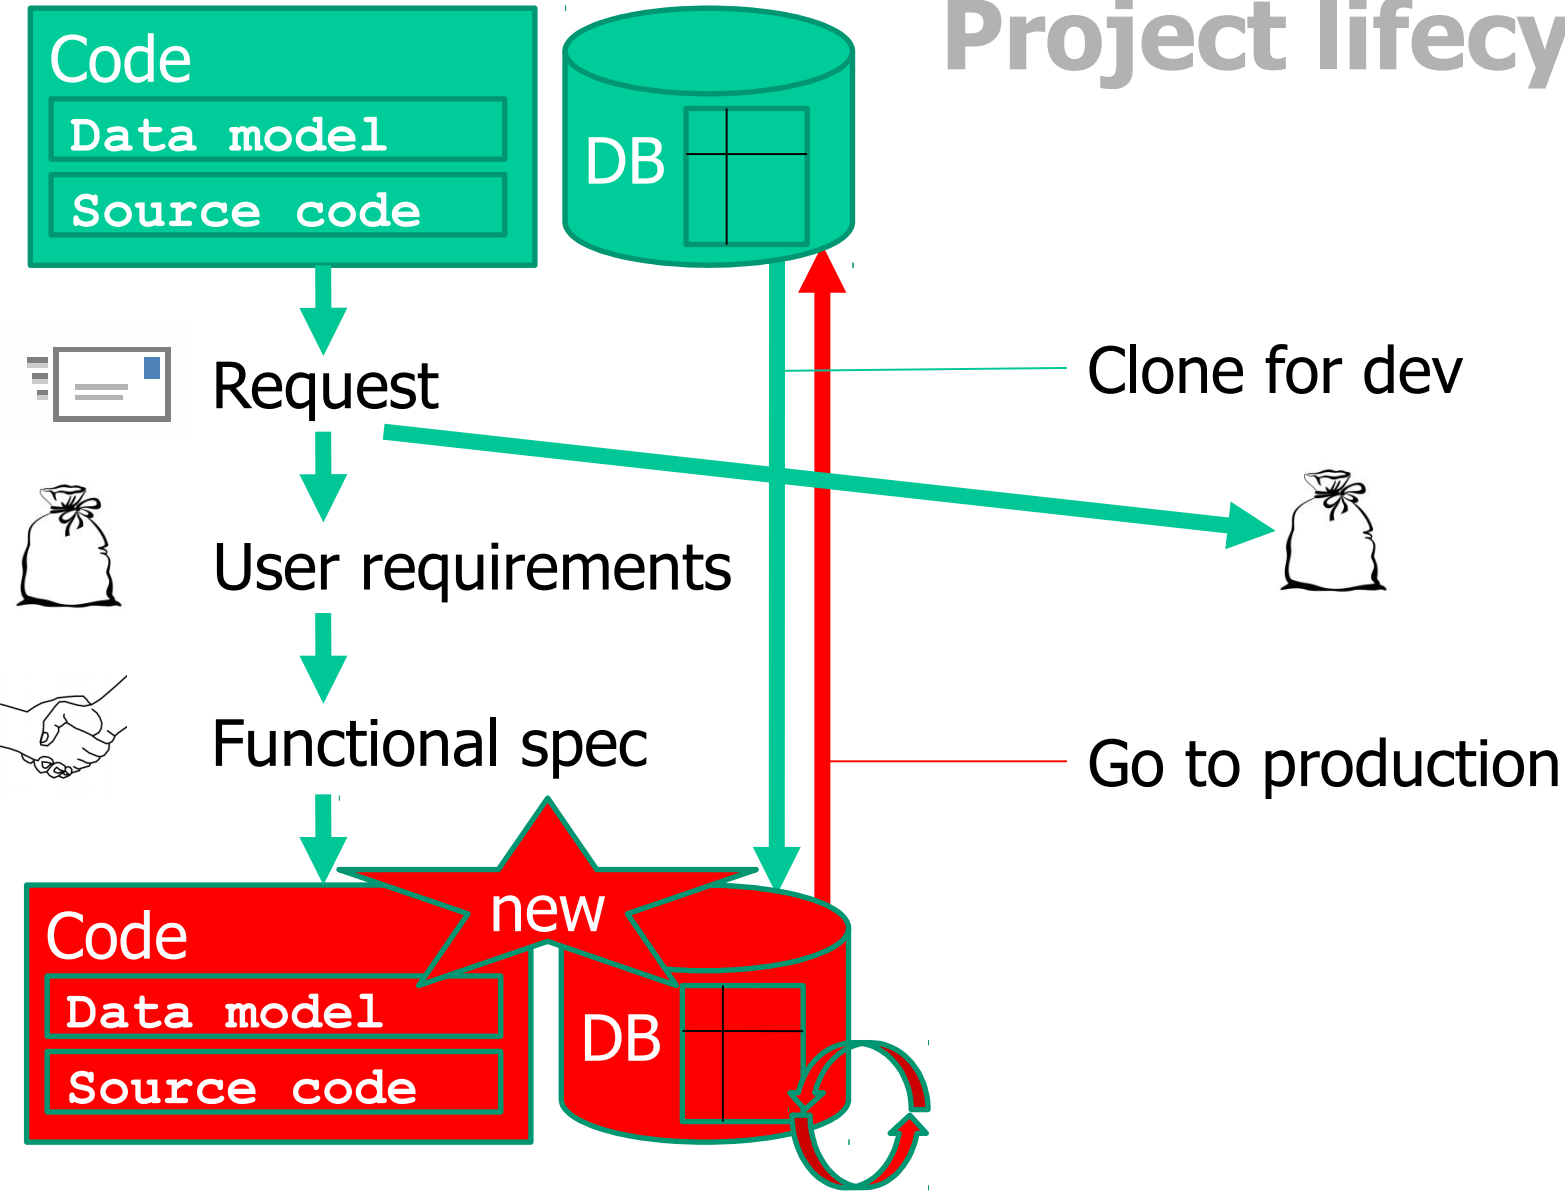 Project lifecy
Code
Data model
Source code
DB
Request
Clone for dev
User requirements
Functional spec
Go to production
new
Code
Data model
Source code
DB